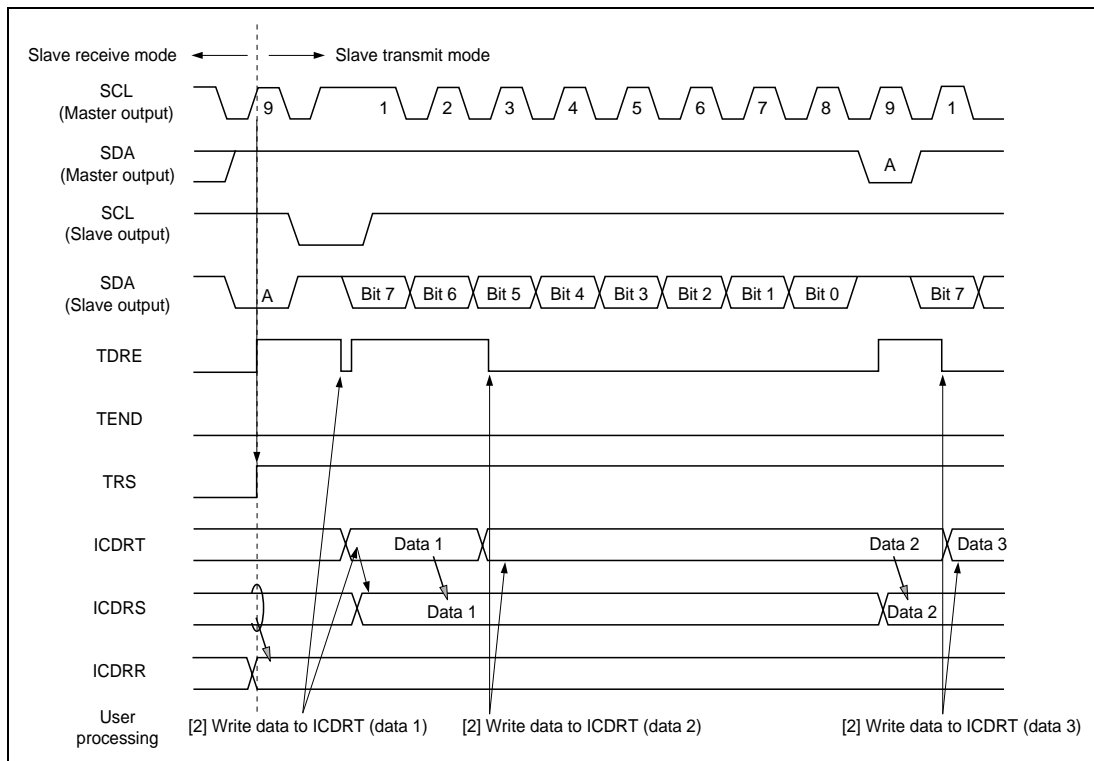 Slave receive mode
Slave transmit mode
SCL
(Master output)
9 1 2 3 4 5 6 7 8 9 1
SDA
(Master output)
A
SCL
(Slave output)
SDA
(Slave output)
A Bit 7 Bit 6 Bit 5 Bit 4 Bit 3 Bit 2 Bit 1 Bit 0 Bit 7
TDRE
TEND
TRS
ICDRT
Data 1 Data 2 Data 3
ICDRS
Data 1 Data 2
ICDRR
User
processing
[2] Write data to ICDRT (data 1) [2] Write data to ICDRT (data 2) [2] Write data to ICDRT (data 3)